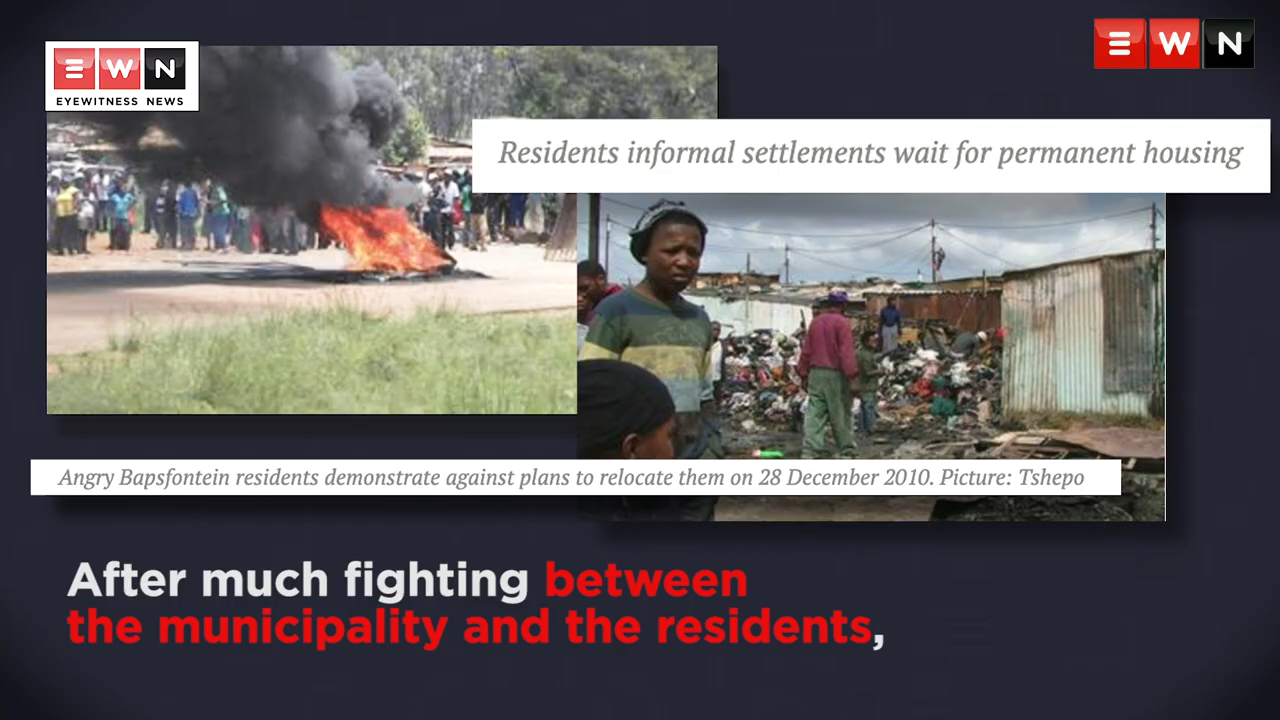 EWN
EWN
EYEWITNESS NEWS
Residents informal settlements wait for permanent housing
Angry Bapsfontein residents demonstrate against plans to relocate them on 28 December 2010. Picture: Tshepo
After much fighting between
the municipality and the residents,